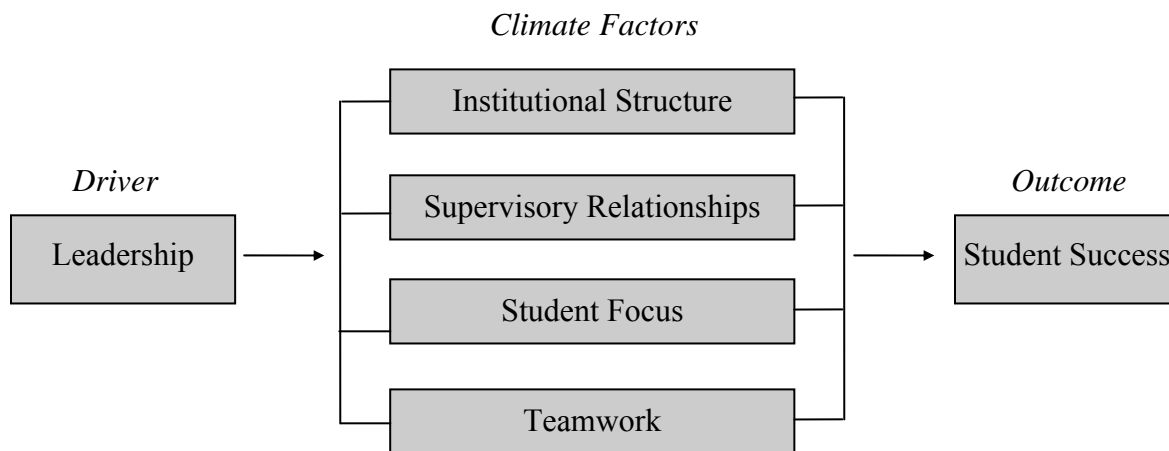 Climate Factors
Institutional Structure
Driver
Leadership
Supervisory Relationships
Student Focus
Teamwork
Outcome
Student Success